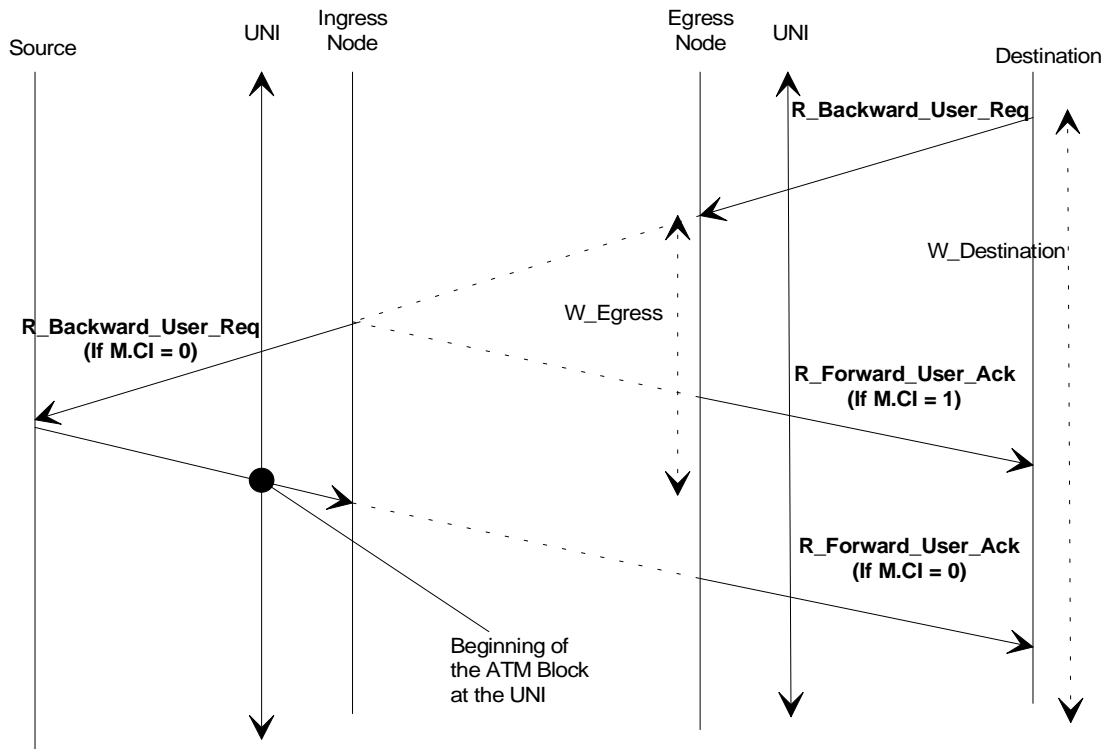 Source
UNI
Ingress
Node
Egress
Node
UNI
Destination
R_Backward_User_Req
W_Destination
W_Egress
R_Backward_User_Req
(If M.CI = 0)
R_Forward_User_Ack
(If M.CI = 1)
R_Forward_User_Ack
(If M.CI = 0)
Beginning of
the ATM Block
at the UNI